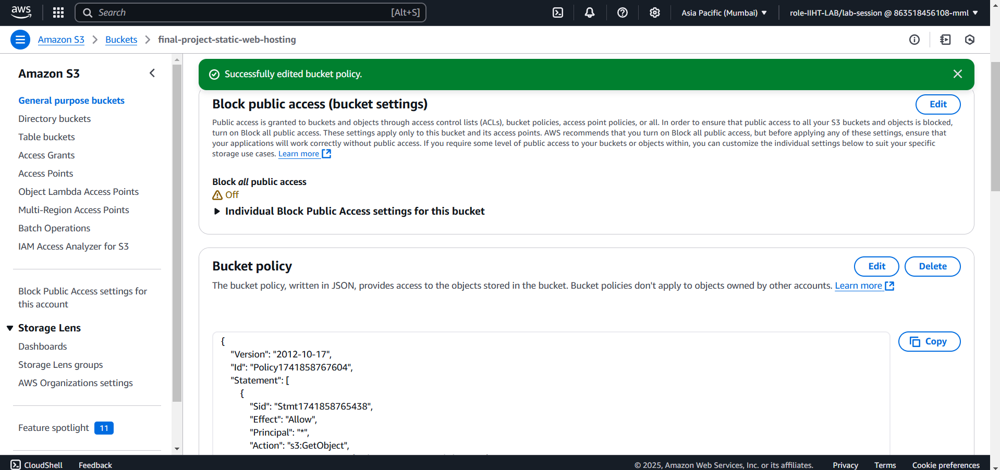 aws
Search
[Alt+S]
Asia Pacific (Mumbai)
role-IIHT-LAB/lab-session @ 863518456108-mml
Amazon S3
Buckets
final-project-static-web-hosting
Amazon S3
General purpose buckets
Directory buckets
Table buckets
Access Grants
Access Points
Object Lambda Access Points
Multi-Region Access Points
Batch Operations
IAM Access Analyzer for S3
Block Public Access settings for
this account
Storage Lens
Dashboards
Storage Lens groups
AWS Organizations settings
Feature spotlight 11
Successfully edited bucket policy.
Block public access (bucket settings)
Edit
Public access is granted to buckets and objects through access control lists (ACLs), bucket policies, access point policies, or all. In order to ensure that public access to all your S3 buckets and objects is blocked,
turn on Block all public access. These settings apply only to this bucket and its access points. AWS recommends that you turn on Block all public access, but before applying any of these settings, ensure that
your applications will work correctly without public access. If you require some level of public access to your buckets or objects within, you can customize the individual settings below to suit your specific
storage use cases. Learn more
Block all public access
Off
Individual Block Public Access settings for this bucket
Bucket policy
Edit
Delete
The bucket policy, written in JSON, provides access to the objects stored in the bucket. Bucket policies don't apply to objects owned by other accounts. Learn more
Copy
{
"Version": "2012-10-17",
"Id": "Policy1741858767604",
"Statement": [
{
"Sid": "Stmt1741858765438",
"Effect": "Allow",
"Principal": "*",
"Action": "s3:GetObject",
CloudShell
Feedback
© 2025, Amazon Web Services, Inc. or its affiliates.
Privacy
Terms
Cookie preferences